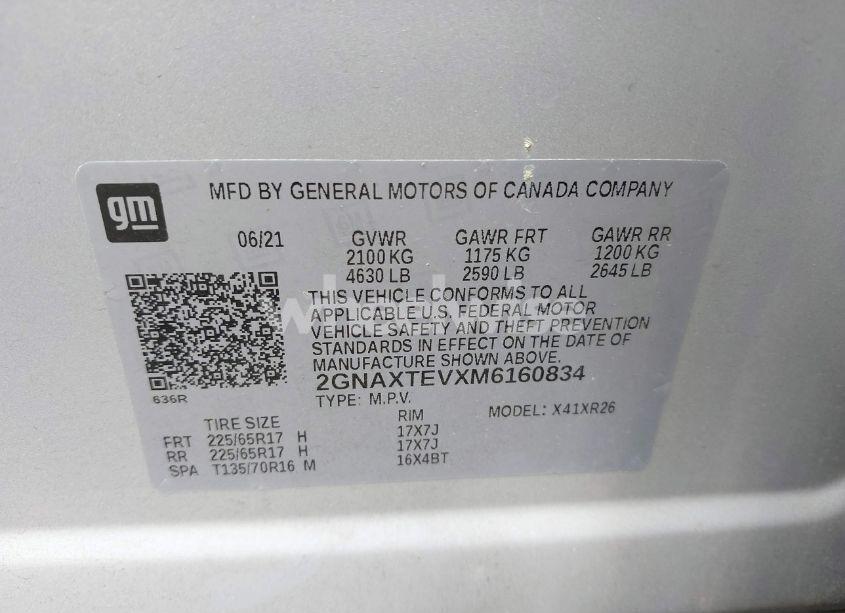 gm
MFD BY GENERAL MOTORS OF CANADA COMPANY
06/21 GVWR GAWR FRT GAWR RR
2100 KG 1175 KG 1200 KG
4630 LB 2590 LB 2645 LB
THIS VEHICLE CONFORMS TO ALL
APPLICABLE U.S. FEDERAL MOTOR
VEHICLE SAFETY AND THEFT PREVENTION
STANDARDS IN EFFECT ON THE DATE OF
MANUFACTURE SHOWN ABOVE.
2GNAXTEVXM6160834
636R
TYPE: M.P.V. MODEL: X41XR26
TIRE SIZE RIM
FRT 225/65R17 H 17X7J
RR 225/65R17 H 17X7J
SPA T135/70R16 M 16X4BT